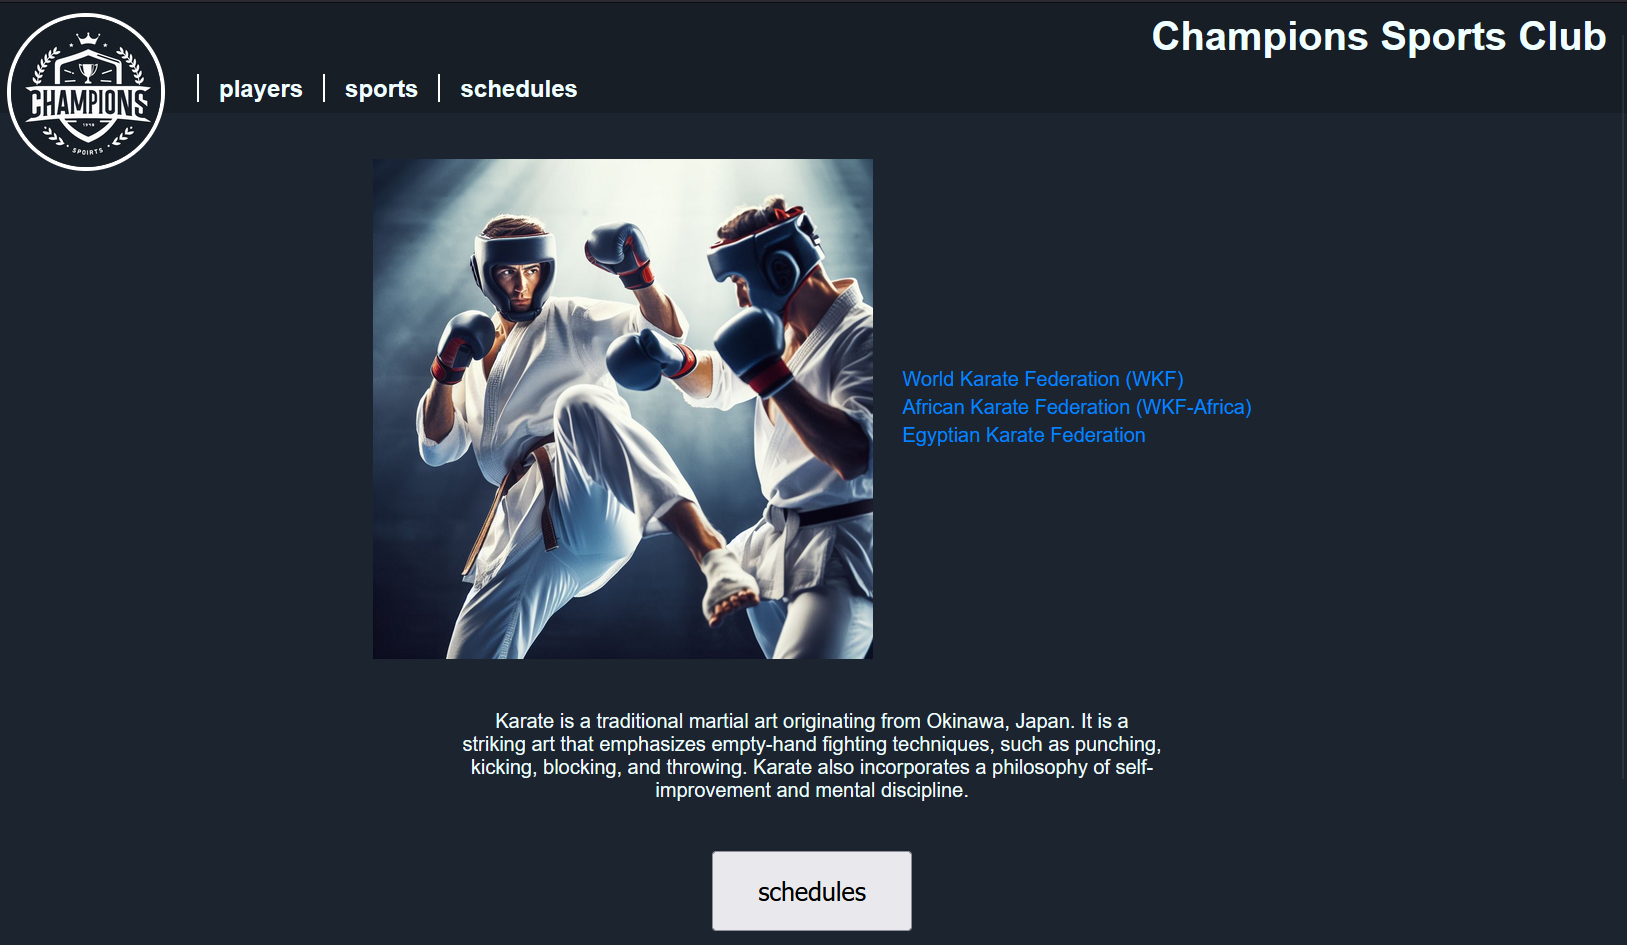 Champions Sports Club
CHAMPIONS
1998
SPOIRTS
players
sports
schedules
World Karate Federation (WKF)
African Karate Federation (WKF-Africa)
Egyptian Karate Federation
Karate is a traditional martial art originating from Okinawa, Japan. It is a
striking art that emphasizes empty-hand fighting techniques, such as punching,
kicking, blocking, and throwing. Karate also incorporates a philosophy of self-
improvement and mental discipline.
schedules